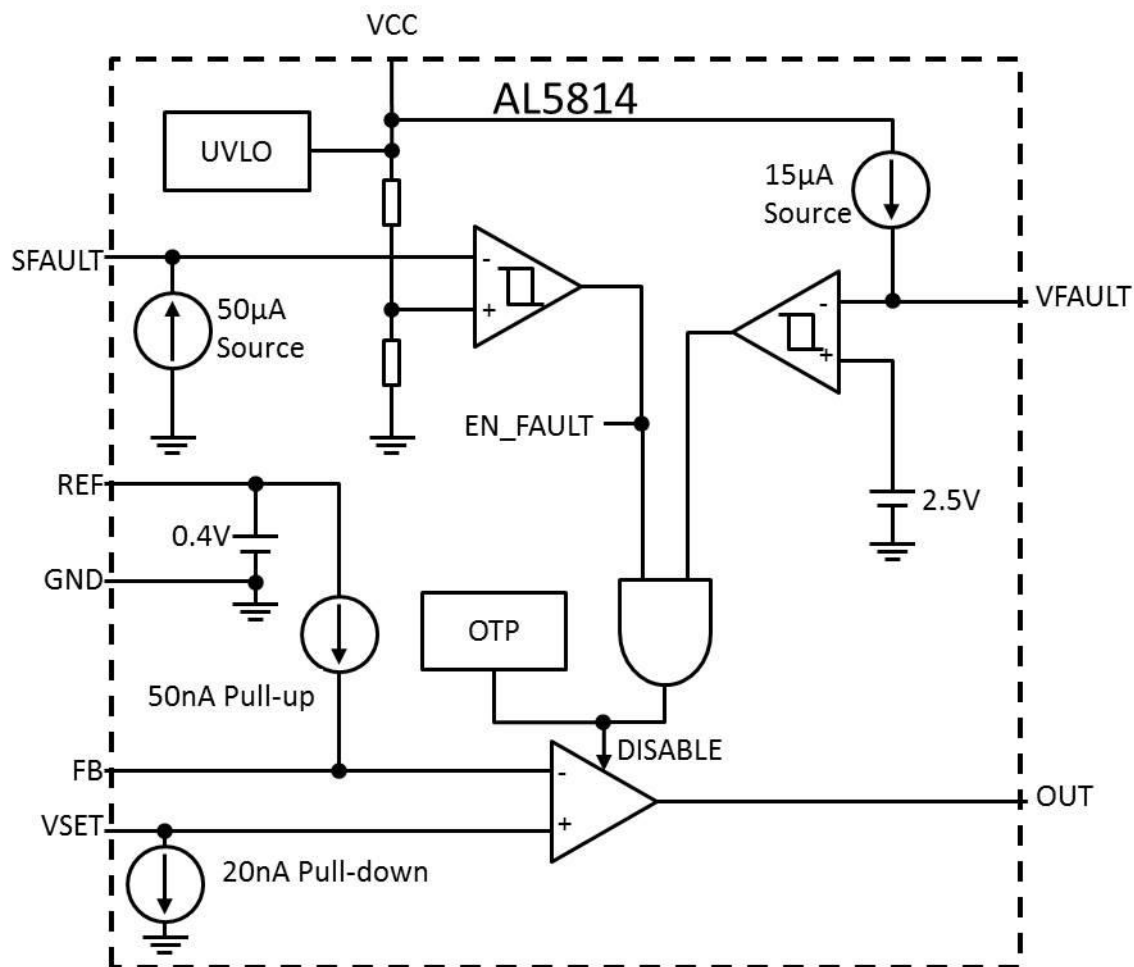 VCC
AL5814
UVLO
15µA
Source
SFAULT
-
+
50µA
Source
-
+
VFAULT
EN_FAULT
REF
2.5V
0.4V
GND
OTP
50nA Pull-up
DISABLE
FB
-
+
OUT
VSET
20nA Pull-down